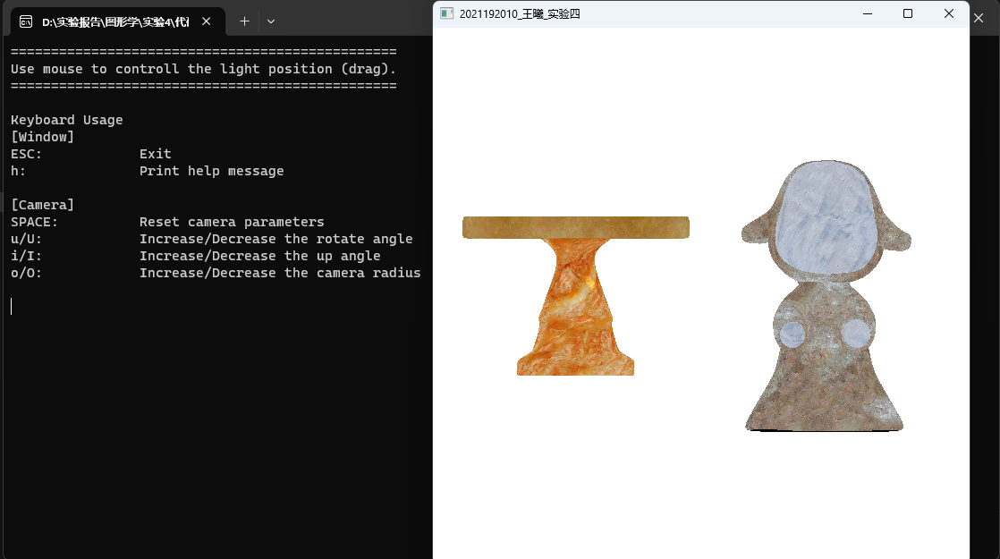 D:\实验报告\图形学\实验4\代
===============================================
Use mouse to controll the light position (drag).
===============================================
Keyboard Usage
[Window]
ESC: Exit
h: Print help message
[Camera]
SPACE: Reset camera parameters
u/U: Increase/Decrease the rotate angle
i/I: Increase/Decrease the up angle
o/O: Increase/Decrease the camera radius
2021192010_王曦_实验四